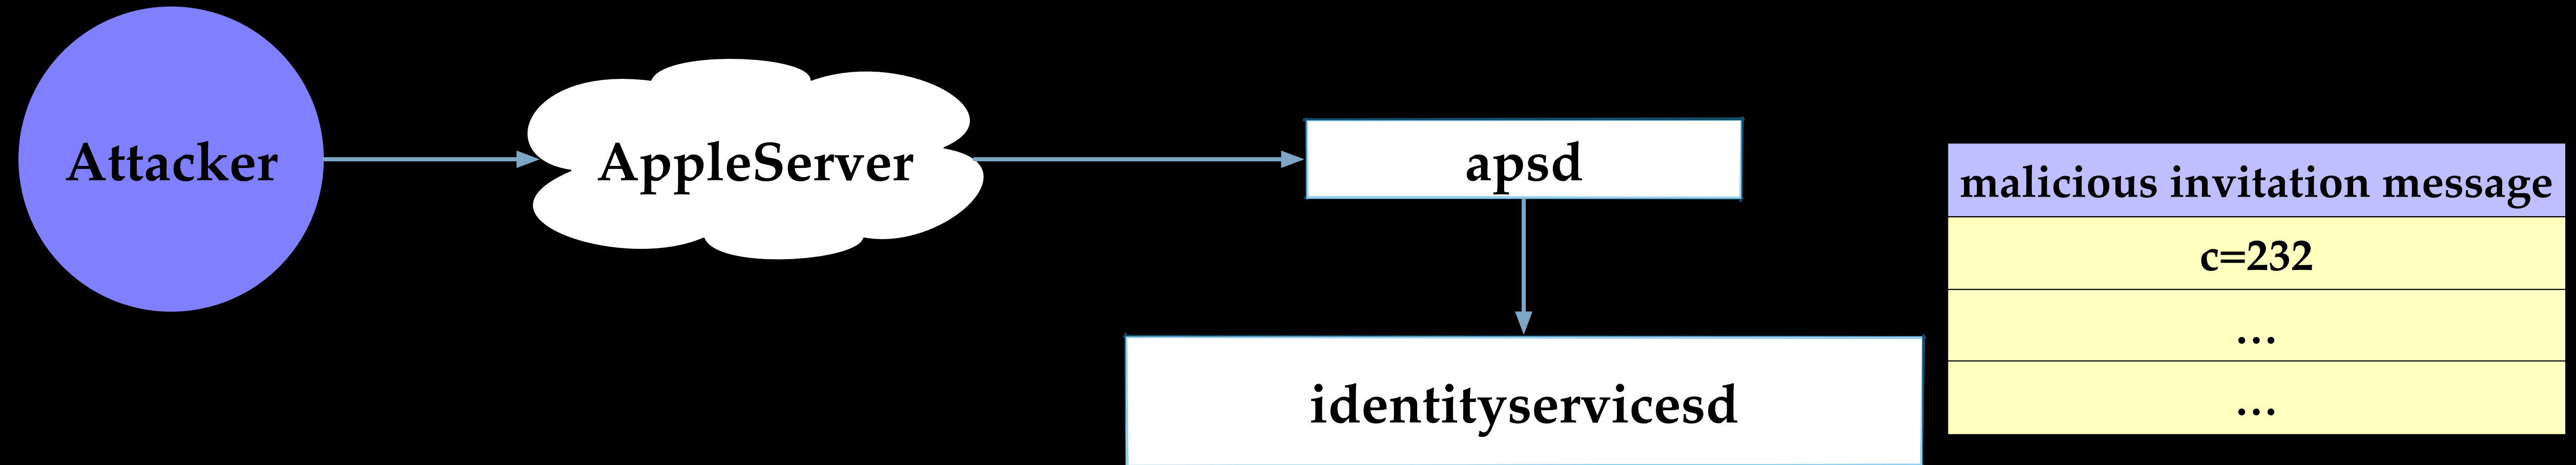 Attacker
AppleServer
apsd
identityservicesd
malicious invitation message
c=232
...
...